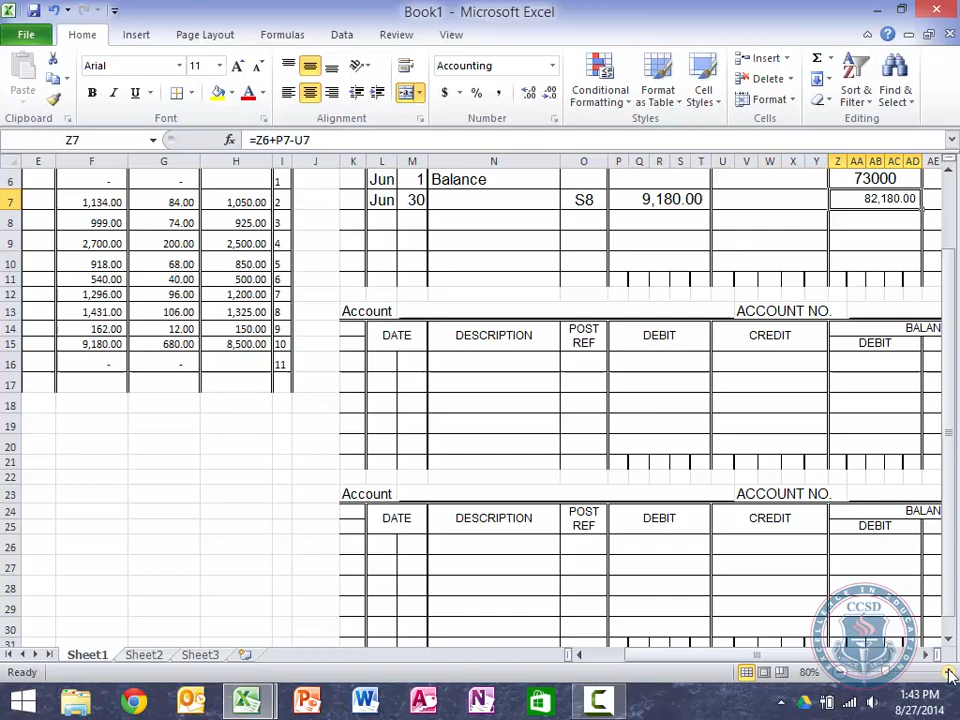 Book1 - Microsoft Excel
File Home Insert Page Layout Formulas Data Review View
Paste Arial 11 Accounting Conditional Formatting Format as Table Cell Styles Insert Delete Format Sort & Filter Find & Select
B I U A $ % ,
Clipboard Font Alignment Number Styles Cells Editing
Z7 fx =Z6+P7-U7
E F G H I J K L M N O P Q R S T U V W X Y Z AA AB AC AD AE
6 - - 1 Jun 1 Balance 73000
7 1,134.00 84.00 1,050.00 2 Jun 30 S8 9,180.00 82,180.00
8 999.00 74.00 925.00 3
9 2,700.00 200.00 2,500.00 4
10 918.00 68.00 850.00 5
11 540.00 40.00 500.00 6
12 1,296.00 96.00 1,200.00 7
13 1,431.00 106.00 1,325.00 8 Account ACCOUNT NO.
14 162.00 12.00 150.00 9 DATE DESCRIPTION POST REF DEBIT CREDIT BALAN
15 9,180.00 680.00 8,500.00 10 DEBIT
16 - - 11
17
18
19
20
21
22
23 Account ACCOUNT NO.
24 DATE DESCRIPTION POST REF DEBIT CREDIT BALAN
25 DEBIT
26
27
28
29
30
31
EXCELLENCE IN EDUCATION
CCSD
Sheet1 Sheet2 Sheet3
Ready 80%
1:43 PM
8/27/2014